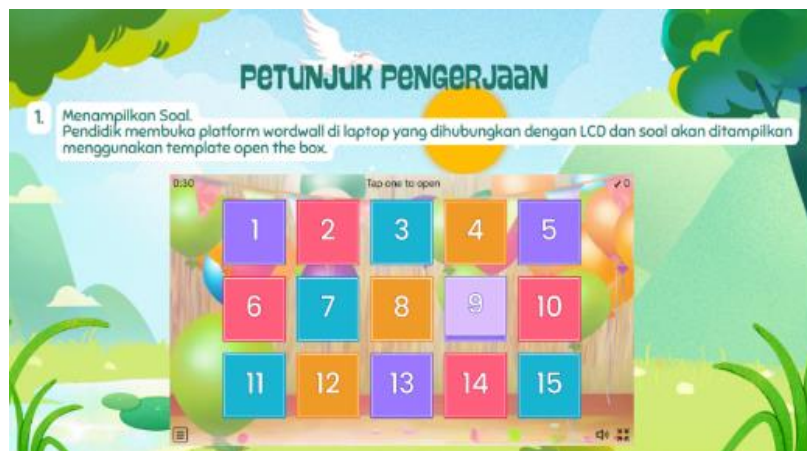 PETUNJUK PENGERJAAN
1. Menampilkan Soal.
Pendidik membuka platform wordwall di laptop yang dihubungkan dengan LCD dan soal akan ditampilkan
menggunakan template open the box.
0:30 Tap one to open ✓ 0
1 2 3 4 5
6 7 8 9 10
11 12 13 14 15